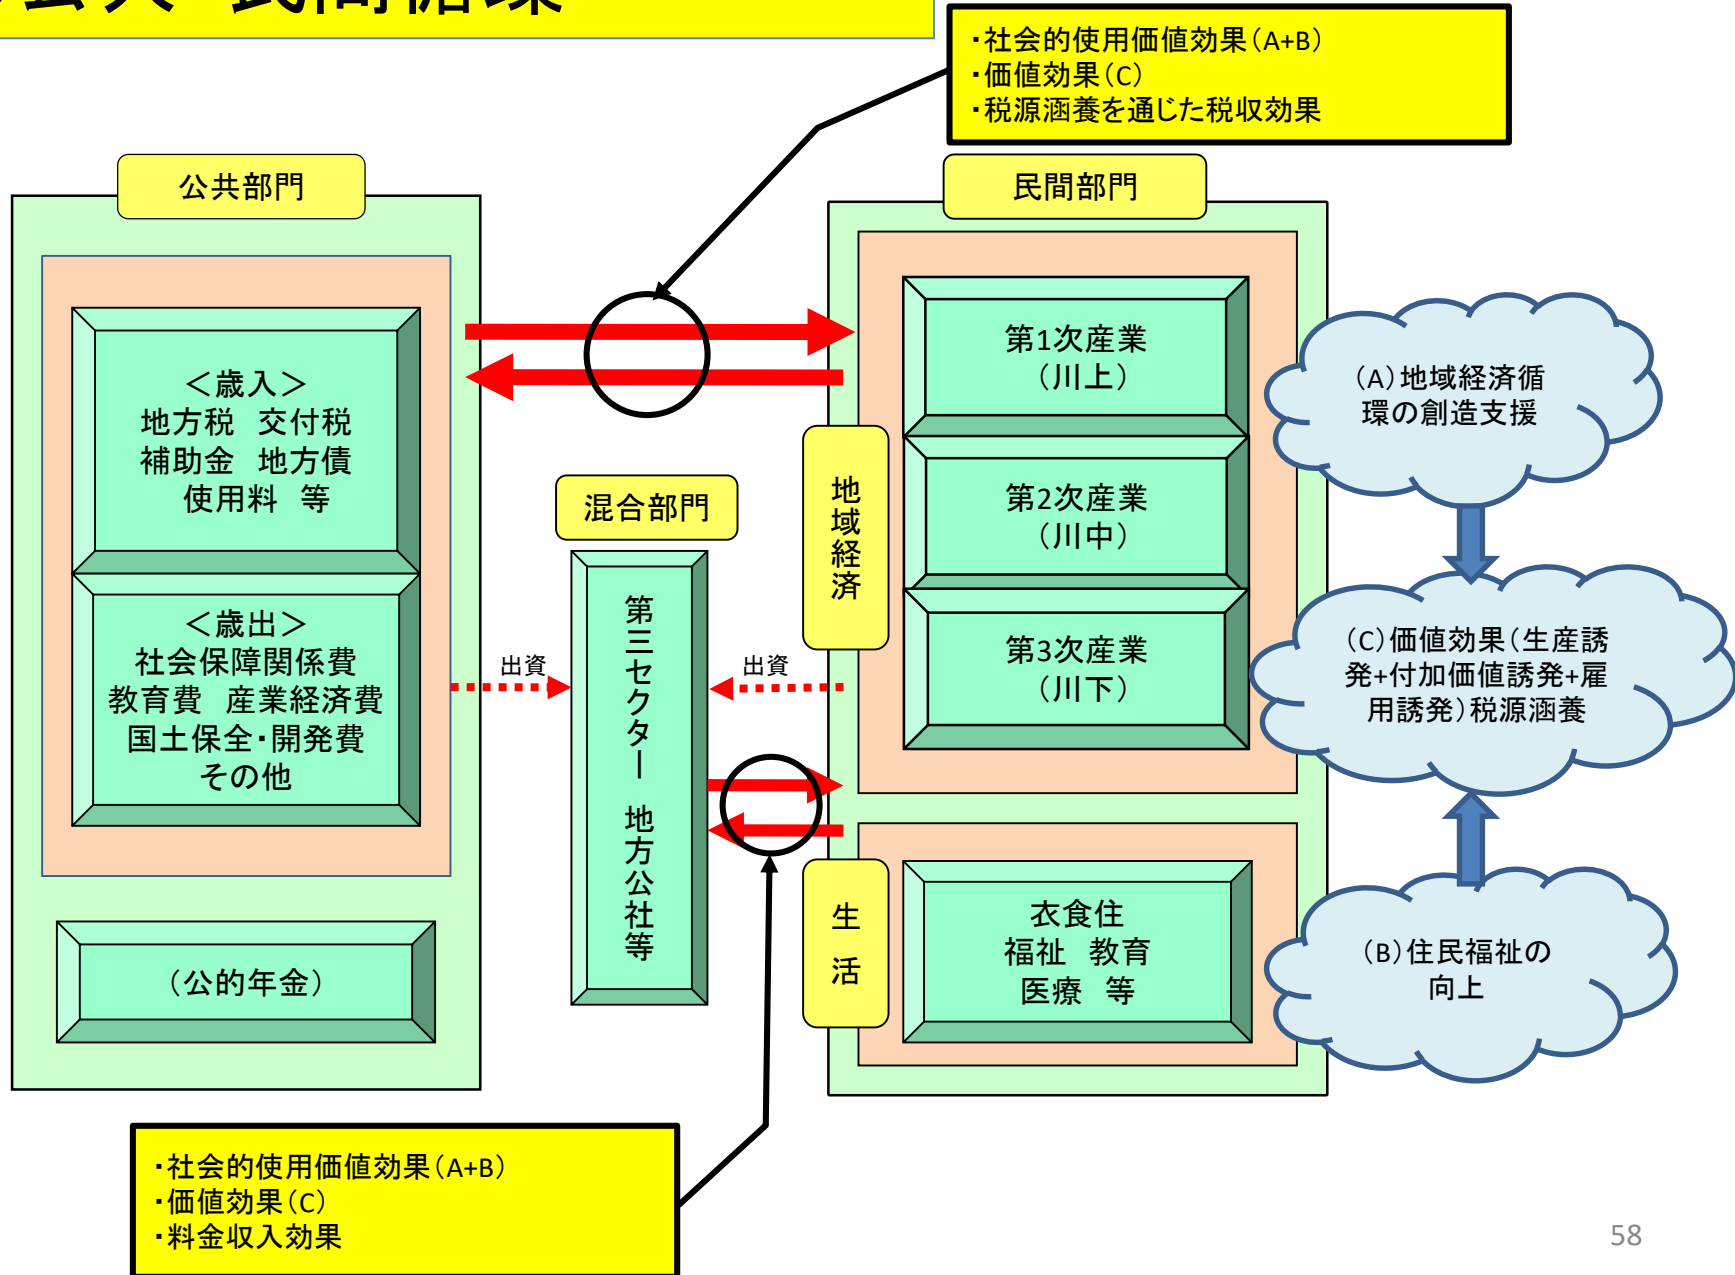 ・社会的使用価値効果(A+B)
・価値効果(C)
・税源涵養を通じた税収効果
公共部門
民間部門
<歳入>
地方税　交付税
補助金　地方債
使用料　等
<歳出>
社会保障関係費
教育費　産業経済費
国土保全・開発費
その他
(公的年金)
混合部門
第三セクター　地方公社等
出資
出資
地域経済
第1次産業
(川上)
第2次産業
(川中)
第3次産業
(川下)
生活
衣食住
福祉　教育
医療　等
(A)地域経済循
環の創造支援
(C)価値効果(生産誘
発+付加価値誘発+雇
用誘発)税源涵養
(B)住民福祉の
向上
・社会的使用価値効果(A+B)
・価値効果(C)
・料金収入効果
58